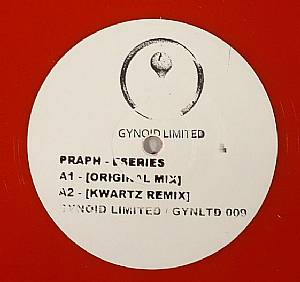 GYNOID LIMITED
PRAPH - ESERIES
A1 - [ORIGINAL MIX]
A2 - [KWARTZ REMIX]
GYNOID LIMITED / GYNLTD 009